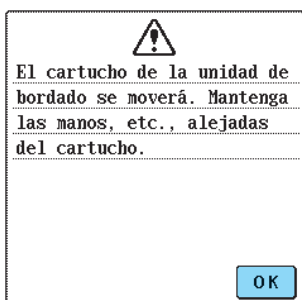 El cartucho de la unidad de
bordado se moverá. Mantenga
las manos, etc., alejadas
del cartucho.
OK